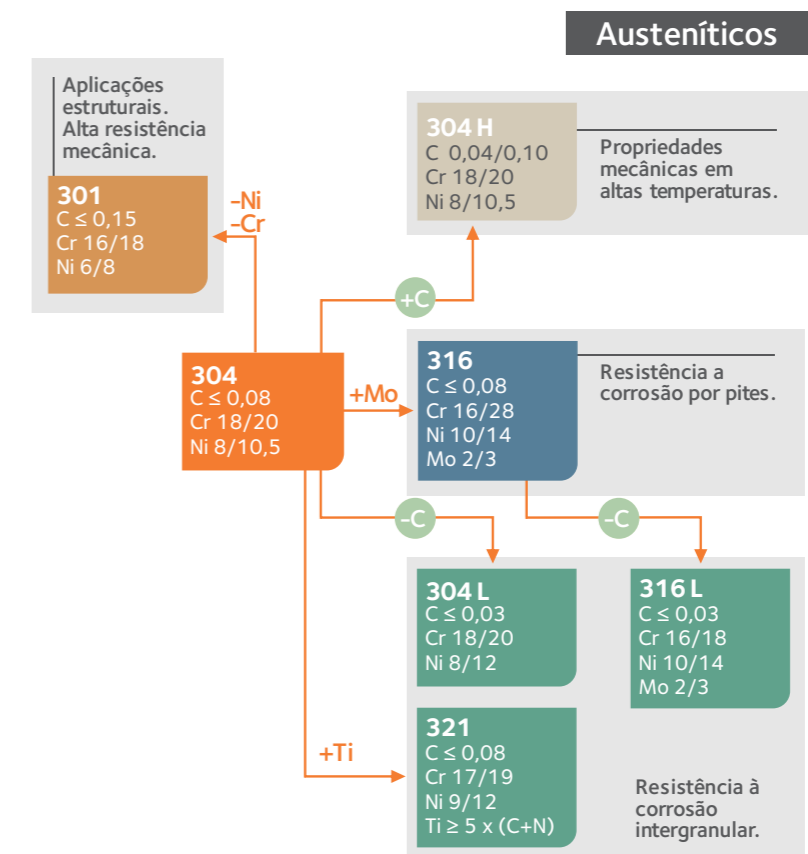 Austeníticos
Aplicações
estruturais.
Alta resistência
mecânica.
301
C ≤ 0,15
Cr 16/18
Ni 6/8
-Ni
-Cr
304 H
C 0,04/0,10
Cr 18/20
Ni 8/10,5
Propriedades
mecânicas em
altas temperaturas.
+C
304
C ≤ 0,08
Cr 18/20
Ni 8/10,5
+Mo
316
C ≤ 0,08
Cr 16/28
Ni 10/14
Mo 2/3
Resistência a
corrosão por pites.
-C
-C
304 L
C ≤ 0,03
Cr 18/20
Ni 8/12
316 L
C ≤ 0,03
Cr 16/18
Ni 10/14
Mo 2/3
+Ti
321
C ≤ 0,08
Cr 17/19
Ni 9/12
Ti ≥ 5 x (C+N)
Resistência à
corrosão
intergranular.